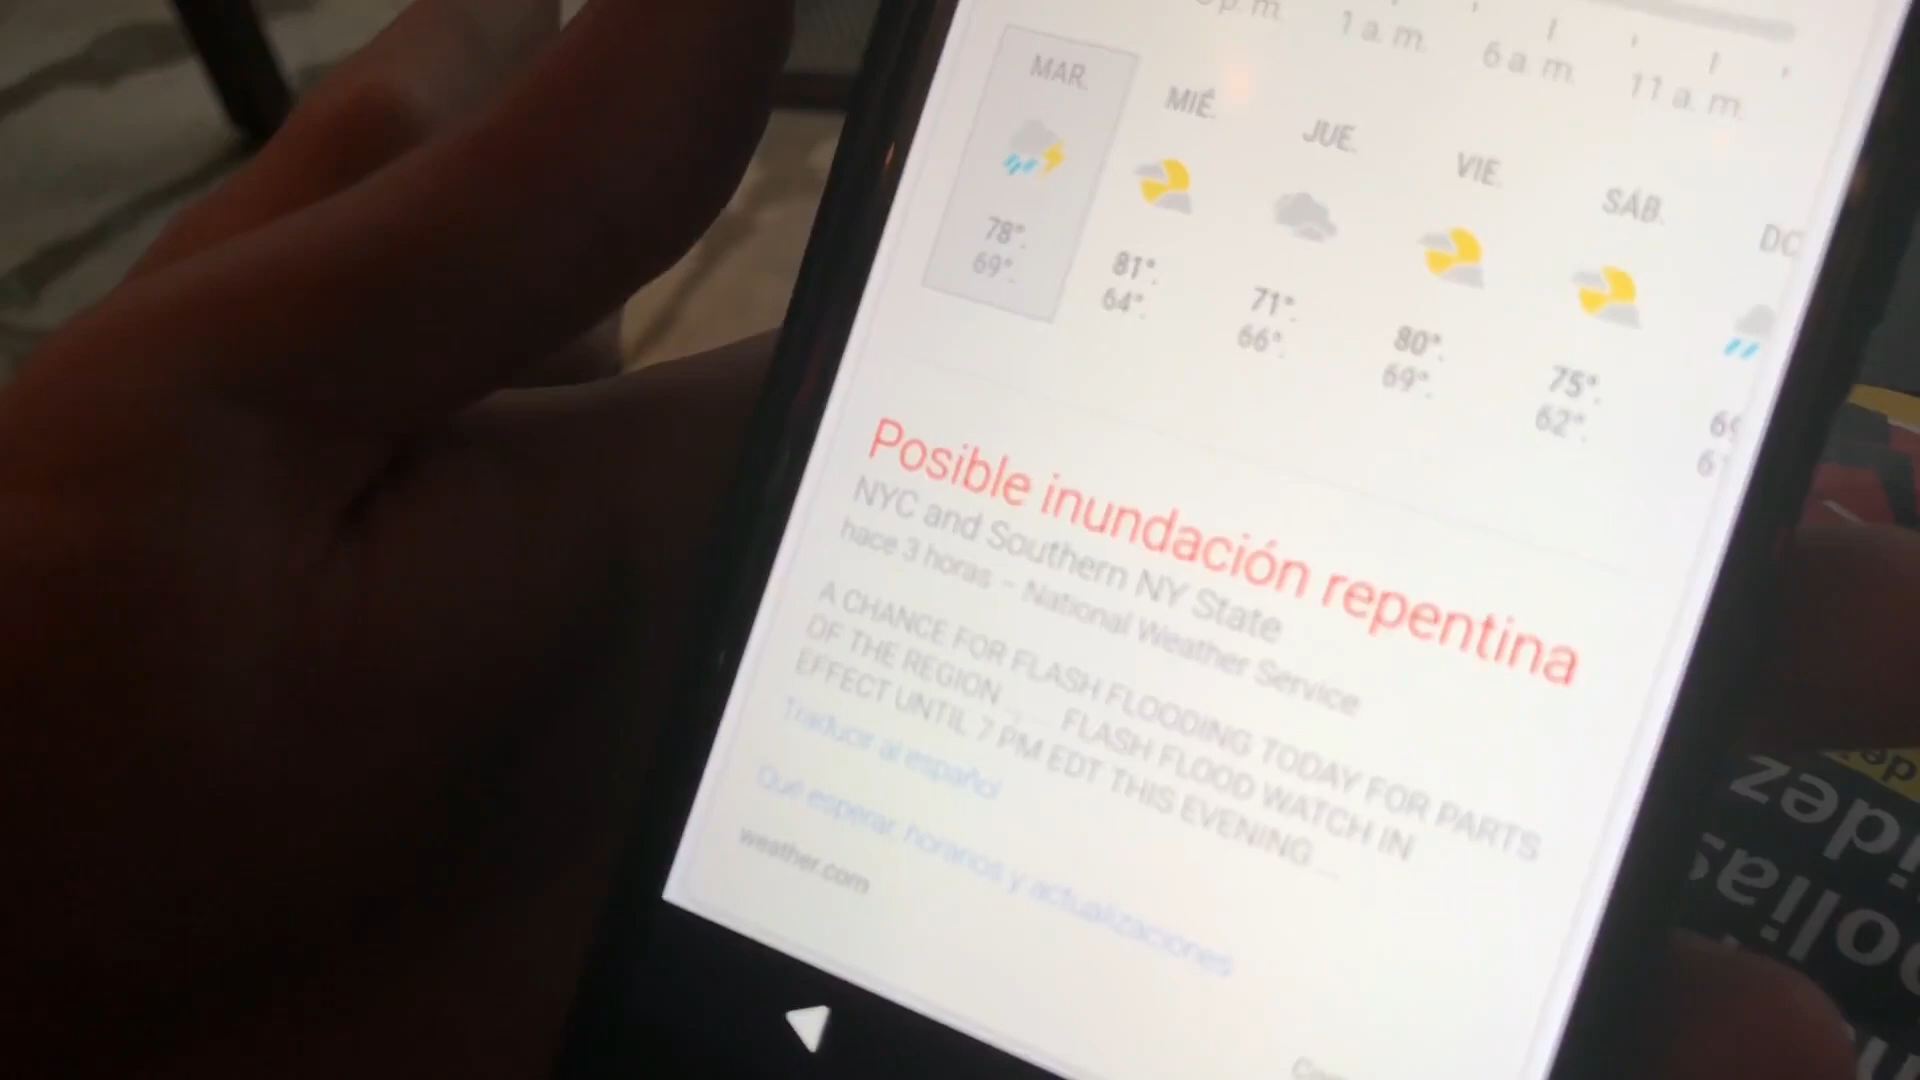 p. m.
1 a. m.
6 a. m.
11 a. m.
MAR.
MIÉ.
JUE.
VIE.
SÁB.
78°.
81°.
71°.
80°.
75°.
69°.
64°.
66°.
69°.
62°.
Posible inundación repentina
NYC and Southern NY State
hace 3 horas – National Weather Service
A CHANCE FOR FLASH FLOODING TODAY FOR PARTS
OF THE REGION ... .FLASH FLOOD WATCH IN
EFFECT UNTIL 7 PM EDT THIS EVENING ...
Traducir al español
Qué esperar, horarios y actualizaciones
weather.com